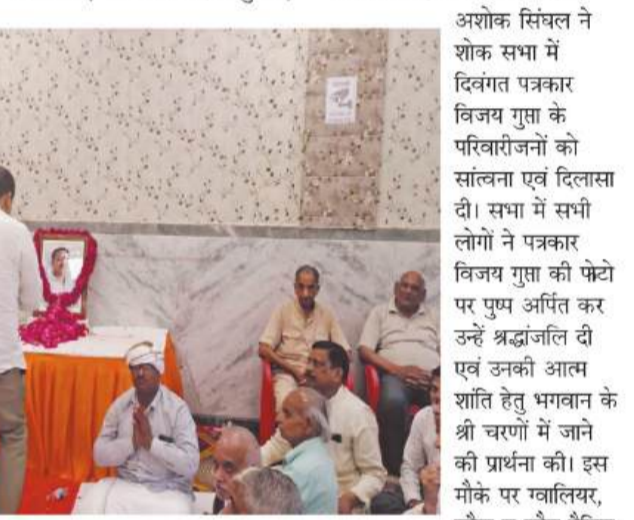 अशोक सिंघल ने
शोक सभा में
दिवंगत पत्रकार
विजय गुप्ता के
परिवारीजनों को
सांत्वना एवं दिलासा
दी। सभा में सभी
लोगों ने पत्रकार
विजय गुप्ता की फोटो
पर पुष्प अर्पित कर
उन्हें श्रद्धांजलि दी
एवं उनकी आत्म
शांति हेतु भगवान के
श्री चरणों में जाने
की प्रार्थना की। इस
मौके पर ग्वालियर,